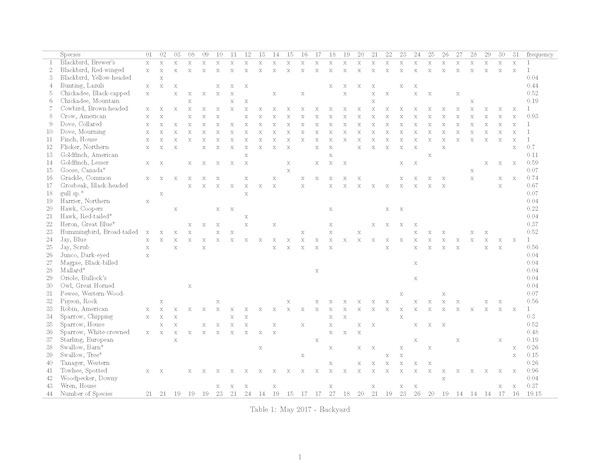 Species 01 02 03 08 09 10 11 12 13 14 15 16 17 18 19 20 21 22 23 24 25 26 27 28 29 30 31 frequency
1 Blackbird, Brewer's x x x x x x x x x x x x x x x x x x x x x x x x x x x 1
2 Blackbird, Red-winged x x x x x x x x x x x x x x x x x x x x x x x x x x x 1
3 Blackbird, Yellow-headed x 0.04
4 Bunting, Lazuli x x x x x x x x x x x x 0.44
5 Chickadee, Black-capped x x x x x x x x x x x x x x 0.52
6 Chickadee, Mountain x x x x x 0.19
7 Cowbird, Brown-headed x x x x x x x x x x x x x x x x x x x x x x x x x x x 1
8 Crow, American x x x x x x x x x x x x x x x x x x x x x x x x x 0.93
9 Dove, Collared x x x x x x x x x x x x x x x x x x x x x x x x x x x 1
10 Dove, Mourning x x x x x x x x x x x x x x x x x x x x x x x x x x x 1
11 Finch, House x x x x x x x x x x x x x x x x x x x x x x x x x x x 1
12 Flicker, Northern x x x x x x x x x x x x x x x x x x x 0.7
13 Goldfinch, American x x x 0.11
14 Goldfinch, Lesser x x x x x x x x x x x x x x x x 0.59
15 Goose, Canada* x x 0.07
16 Grackle, Common x x x x x x x x x x x x x x x x x x x x 0.74
17 Grosbeak, Black-headed x x x x x x x x x x x x x x x x x x 0.67
18 gull sp.* x x 0.07
19 Harrier, Northern x 0.04
20 Hawk, Coopers x x x x x x 0.22
21 Hawk, Red-tailed* x 0.04
22 Heron, Great Blue* x x x x x x x x x x 0.37
23 Hummingbird, Broad-tailed x x x x x x x x x x x x x x 0.52
24 Jay, Blue x x x x x x x x x x x x x x x x x x x x x x x x x x x 1
25 Jay, Scrub x x x x x x x x x x x x x x x 0.56
26 Junco, Dark-eyed x 0.04
27 Magpie, Black-billed x 0.04
28 Mallard* x 0.04
29 Oriole, Bullock's x 0.04
30 Owl, Great Horned x 0.04
31 Pewee, Western-Wood- x x 0.07
32 Pigeon, Rock x x x x x x x x x x x x x x x 0.56
33 Robin, American x x x x x x x x x x x x x x x x x x x x x x x x x x x 1
34 Sparrow, Chipping x x x x x x x x 0.3
35 Sparrow, House x x x x x x x x x x x x x x 0.52
36 Sparrow, White-crowned x x x x x x x x x x x x x 0.48
37 Starling, European x x x x x 0.19
38 Swallow, Barn* x x x x x x x 0.26
39 Swallow, Tree* x x x x 0.15
40 Tanager, Western x x x x x x x 0.26
41 Towhee, Spotted x x x x x x x x x x x x x x x x x x x x x x x x x x 0.96
42 Woodpecker, Downy x 0.04
43 Wren, House x x x x x x x x x x 0.37
44 Number of Species 21 21 19 19 19 23 21 24 14 19 15 16 17 27 18 20 21 19 23 26 20 19 14 14 14 17 16 19.15
Table 1: May 2017 - Backyard
1